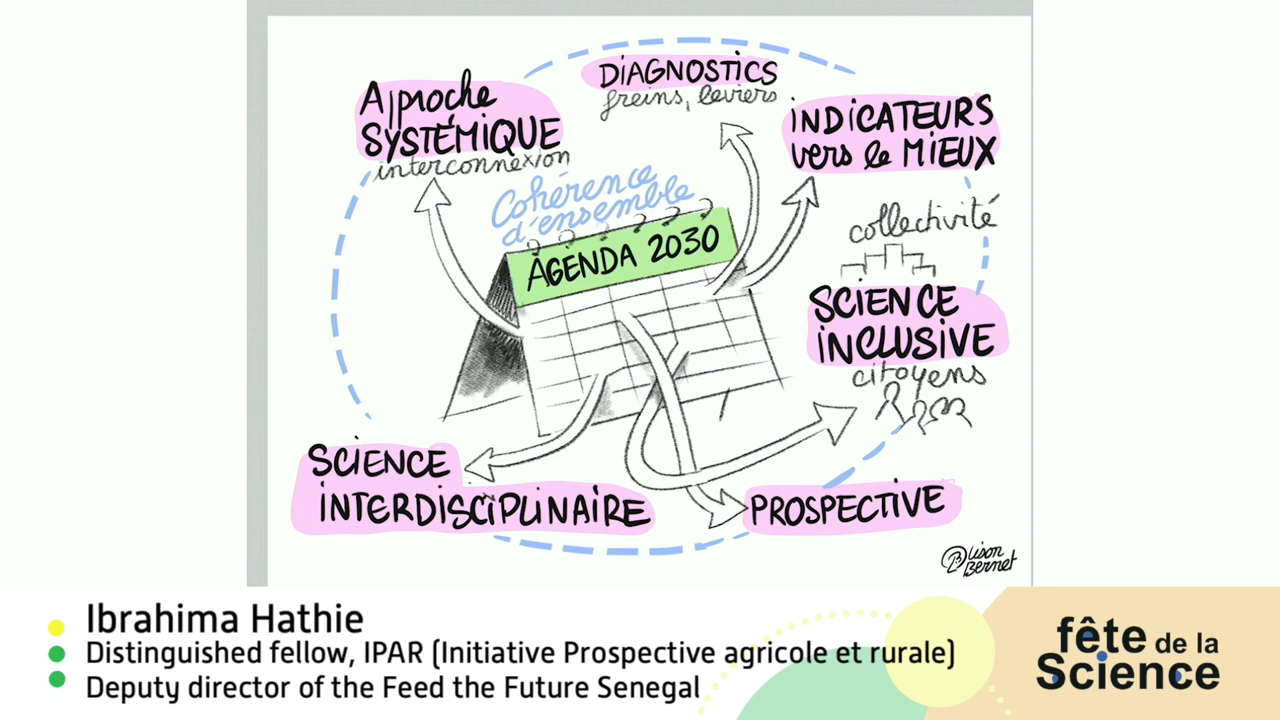 Approche
SYSTÉMIQUE
interconnexion
DIAGNOSTICS
freins, leviers
INDICATEURS
vers le MIEUX
Cohérence
d'ensemble
AGENDA 2030
collectivité
SCIENCE
INCLUSIVE
citoyens
SCIENCE
INTERDISCIPLINAIRE
PROSPECTIVE
Alison
Bernet
Ibrahima Hathie
Distinguished fellow, IPAR (Initiative Prospective agricole et rurale)
Deputy director of the Feed the Future Senegal
fête de la
Science